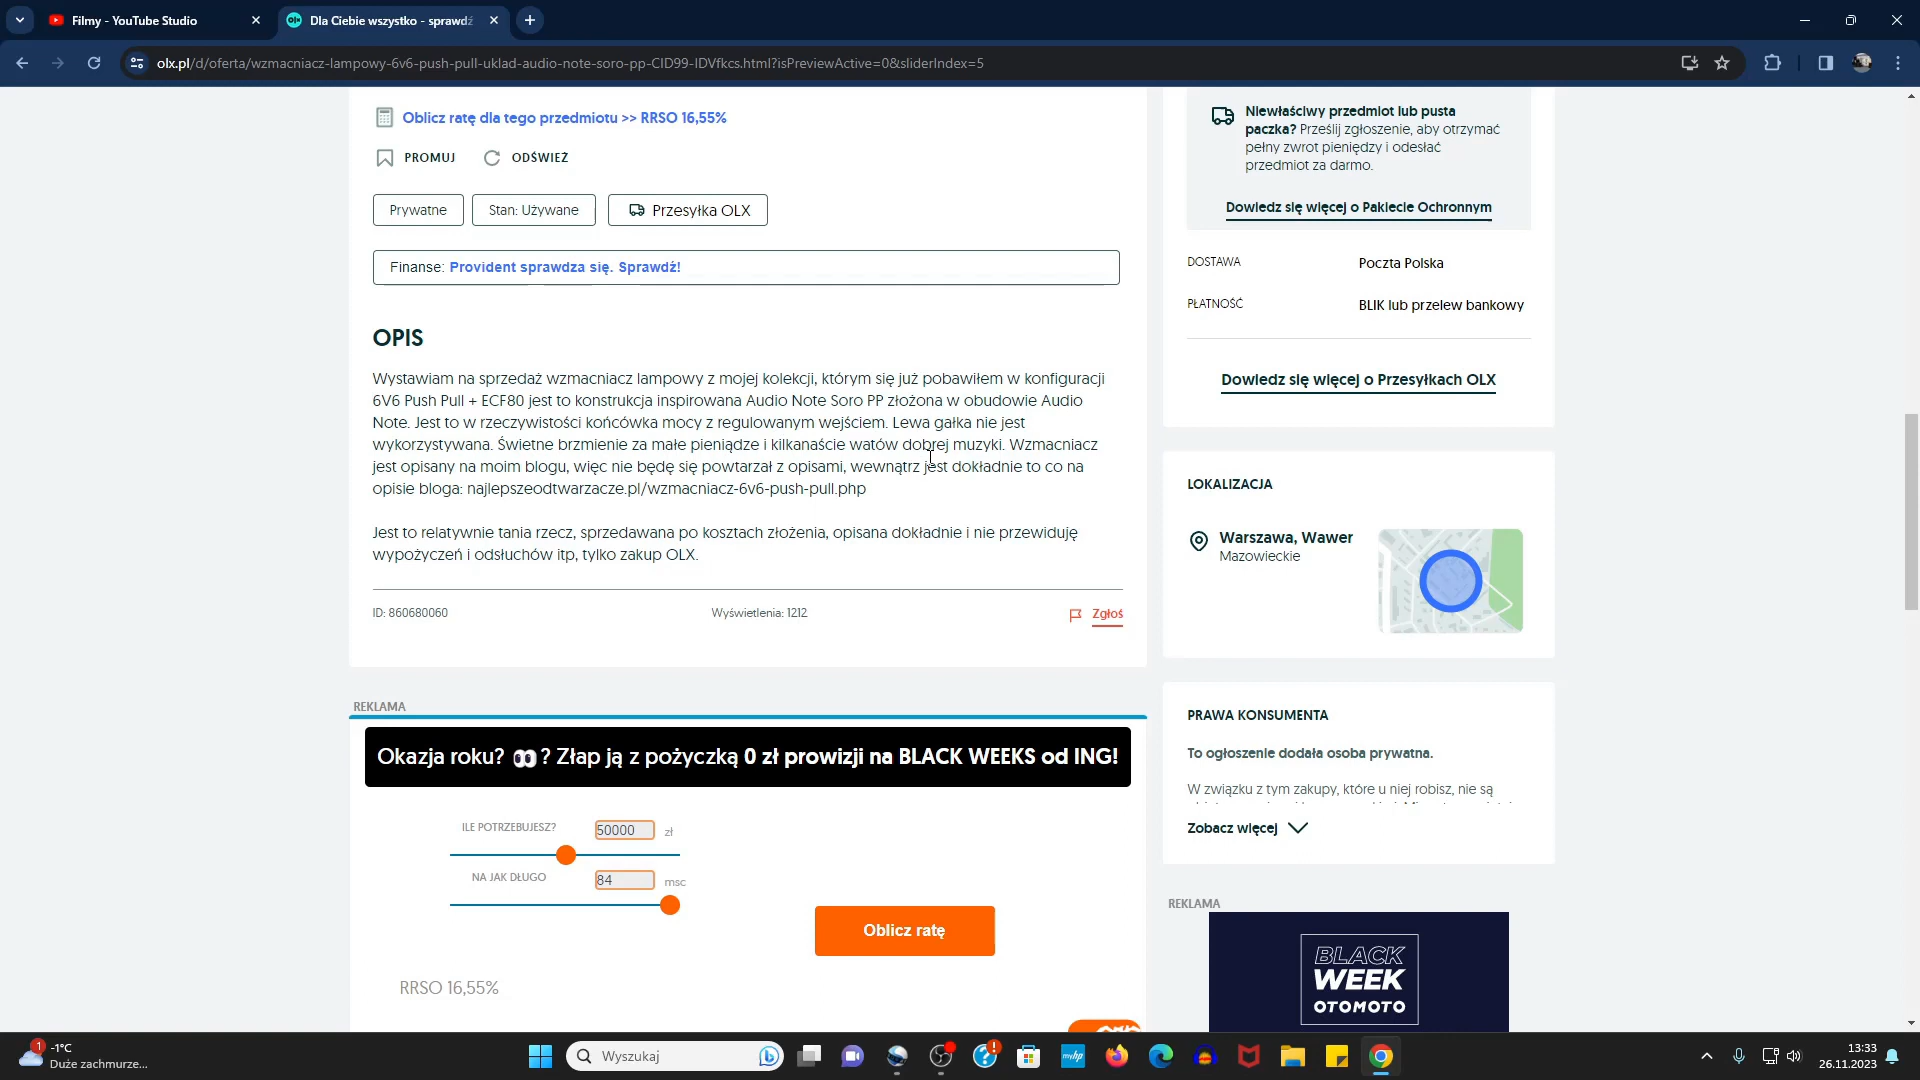 Filmy - YouTube Studio
Dla Ciebie wszystko - sprawdź
olx.pl/d/oferta/wzmacniacz-lampowy-6v6-push-pull-uklad-audio-note-soro-pp-CID99-IDVfkcs.html?isPreviewActive=0&sliderIndex=5
Oblicz ratę dla tego przedmiotu >> RRSO 16,55%
PROMUJ
ODŚWIEŻ
Prywatne
Stan: Używane
Przesyłka OLX
Finanse: Provident sprawdza się. Sprawdź!
OPIS
Wystawiam na sprzedaż wzmacniacz lampowy z mojej kolekcji, którym się już pobawiłem w konfiguracji
6V6 Push Pull + ECF80 jest to konstrukcja inspirowana Audio Note Soro PP złożona w obudowie Audio
Note. Jest to w rzeczywistości końcówka mocy z regulowanym wejściem. Lewa gałka nie jest
wykorzystywana. Świetne brzmienie za małe pieniądze i kilkanaście watów dobrej muzyki. Wzmacniacz
jest opisany na moim blogu, więc nie będę się powtarzał z opisami, wewnątrz jest dokładnie to co na
opisie bloga: najlepszeodtwarzacze.pl/wzmacniacz-6v6-push-pull.php
Jest to relatywnie tania rzecz, sprzedawana po kosztach złożenia, opisana dokładnie i nie przewiduję
wypożyczeń i odsłuchów itp, tylko zakup OLX.
ID: 860680060
Wyświetlenia: 1212
Zgłoś
REKLAMA
Okazja roku? ? Złap ją z pożyczką 0 zł prowizji na BLACK WEEKS od ING!
ILE POTRZEBUJESZ?
50000
zł
NA JAK DŁUGO
84
msc
Oblicz ratę
RRSO 16,55%
Niewłaściwy przedmiot lub pusta
paczka? Prześlij zgłoszenie, aby otrzymać
pełny zwrot pieniędzy i odesłać
przedmiot za darmo.
Dowiedz się więcej o Pakiecie Ochronnym
DOSTAWA
Poczta Polska
PŁATNOŚĆ
BLIK lub przelew bankowy
Dowiedz się więcej o Przesyłkach OLX
LOKALIZACJA
Warszawa, Wawer
Mazowieckie
PRAWA KONSUMENTA
To ogłoszenie dodała osoba prywatna.
W związku z tym zakupy, które u niej robisz, nie są
Zobacz więcej
REKLAMA
BLACK
WEEK
OTOMOTO
1
-1°C
Duże zachmurze...
Wyszukaj
myhp
13:33
26.11.2023